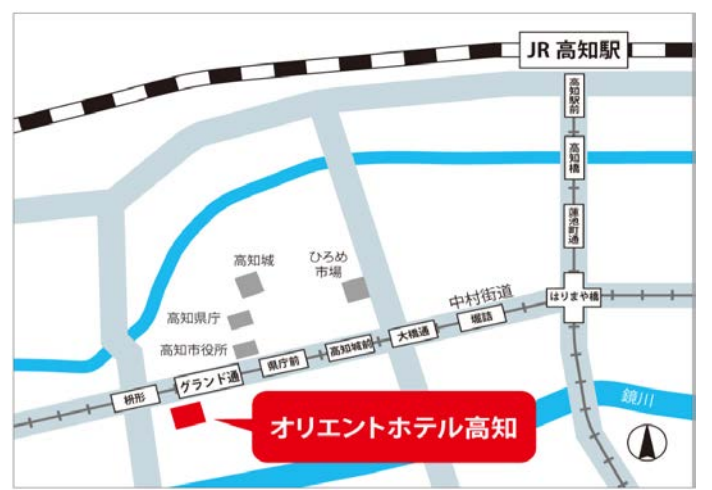 JR 高知駅
高知駅前
高知橋
蓮池町通
はりまや橋
高知城
ひろめ
市場
中村街道
高知県庁
高知市役所
堀詰
大橋通
高知城前
県庁前
グランド通
枡形
オリエントホテル高知
鏡川